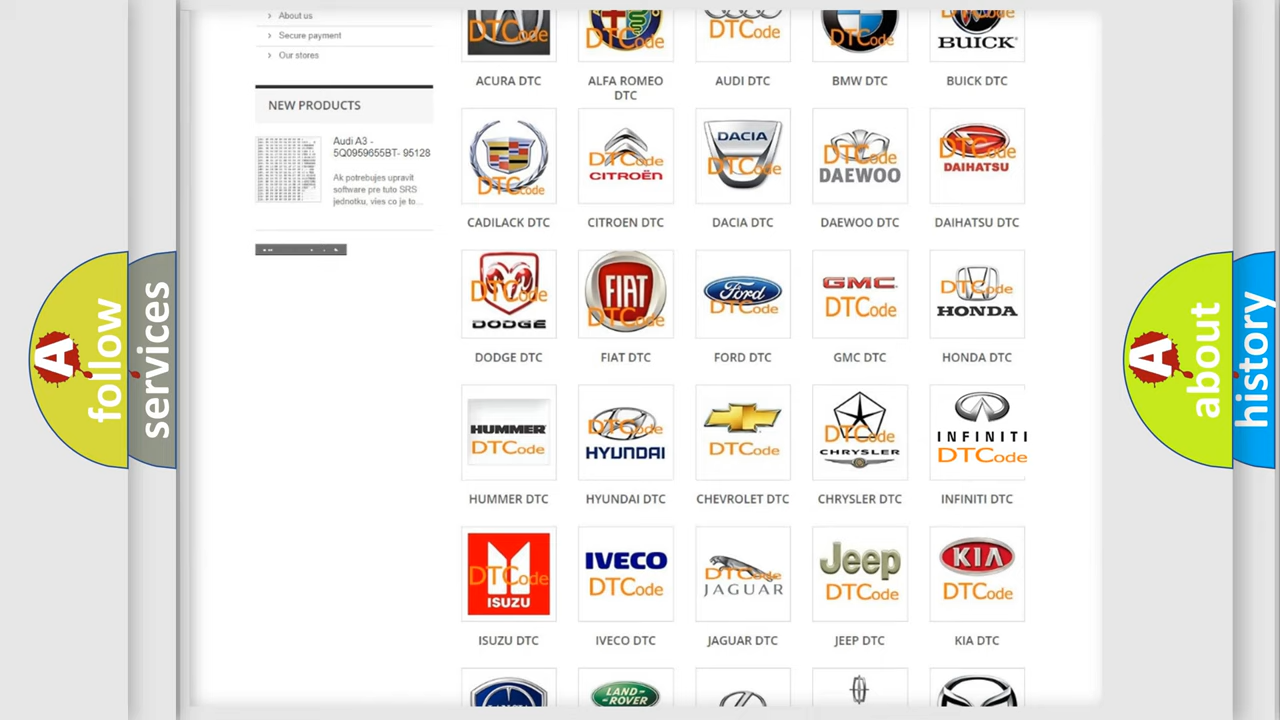 About us
Secure payment
Our stores
NEW PRODUCTS
Audi A3 -
5Q0959655BT- 95128
Ak potrebujes upravit
software pre tuto SRS
jednotku, vies co je to...
DTCode
DTCode
DTCode
DTCode
BUICK
ACURA DTC
ALFA ROMEO
DTC
AUDI DTC
BMW DTC
BUICK DTC
DTCode
DTCode
CITROËN
DACIA
DTCode
DTCode
DAEWOO
DTCode
DAIHATSU
CADILACK DTC
CITROEN DTC
DACIA DTC
DAEWOO DTC
DAIHATSU DTC
DTCode
DODGE
FIAT
DTCode
Ford
DTCode
GMC
DTCode
DTCode
HONDA
DODGE DTC
FIAT DTC
FORD DTC
GMC DTC
HONDA DTC
HUMMER
DTCode
DTCode
HYUNDAI
DTCode
DTCode
CHRYSLER
INFINITI
DTCode
HUMMER DTC
HYUNDAI DTC
CHEVROLET DTC
CHRYSLER DTC
INFINITI DTC
DTCode
ISUZU
IVECO
DTCode
DTCode
JAGUAR
Jeep
DTCode
KIA
DTCode
ISUZU DTC
IVECO DTC
JAGUAR DTC
JEEP DTC
KIA DTC
LAND-
ROVER
A follow
services
A about
history